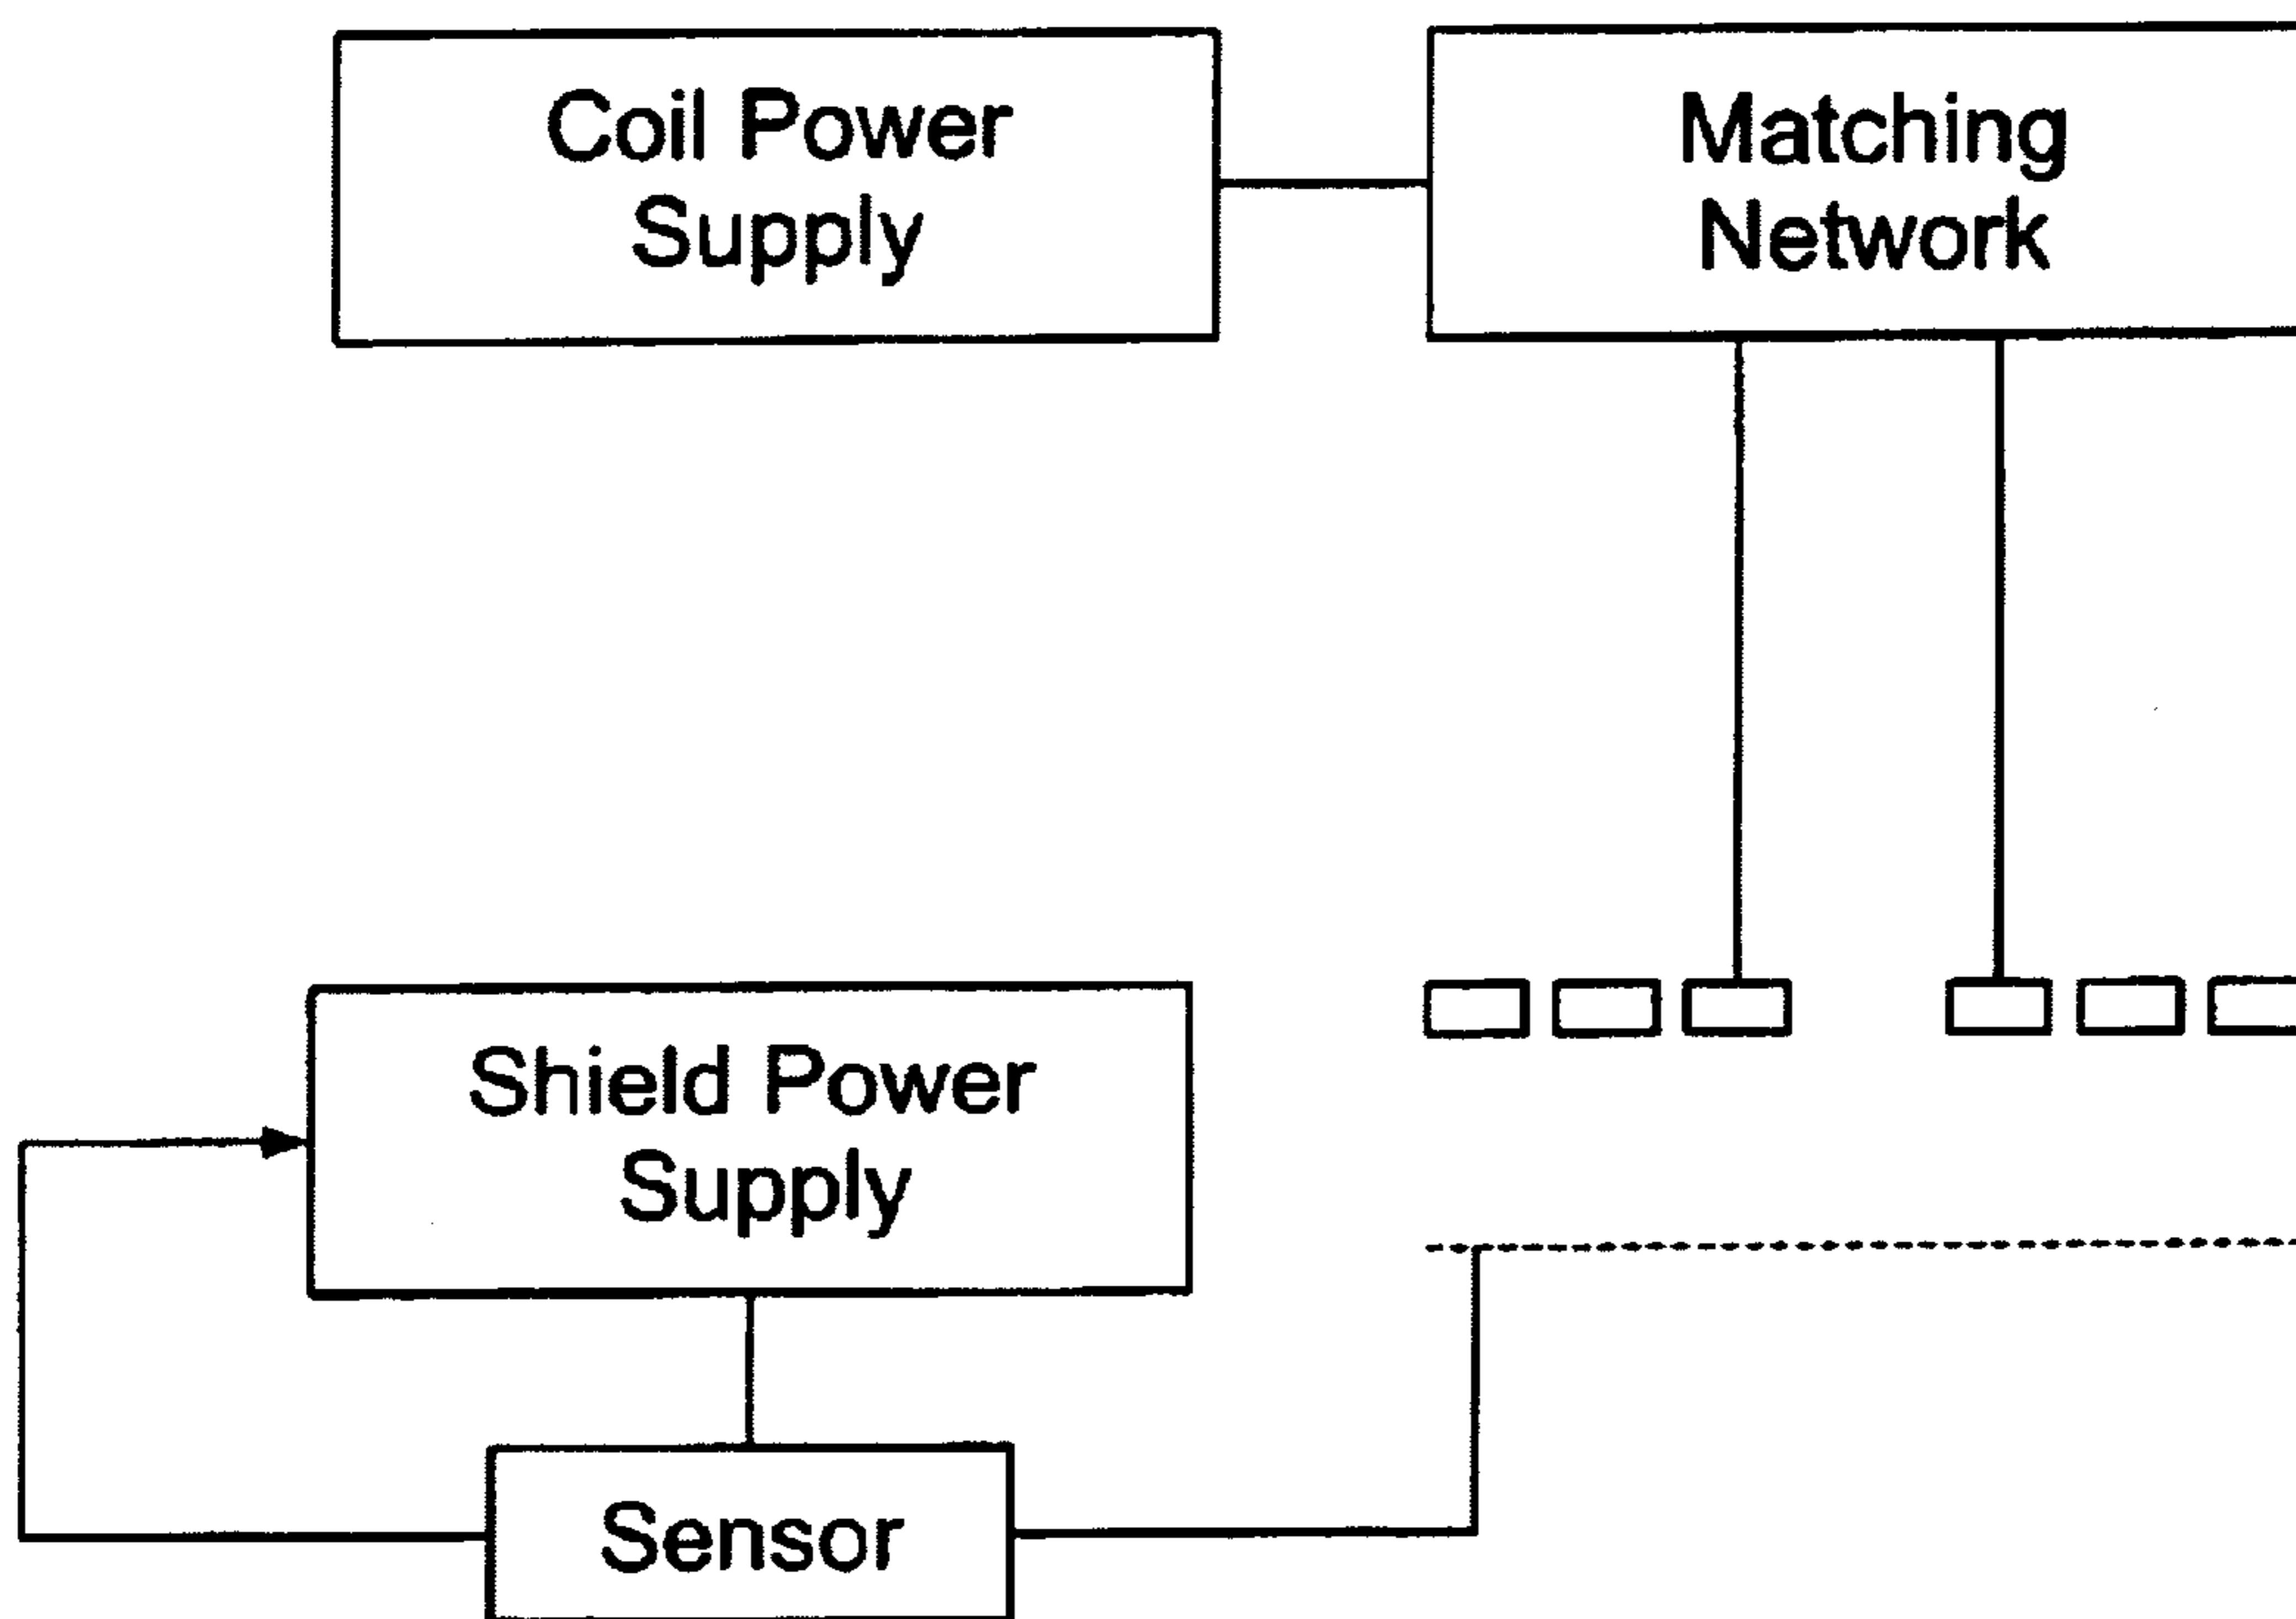 Coil Power
Supply
Matching
Network
Shield Power
Supply
Sensor